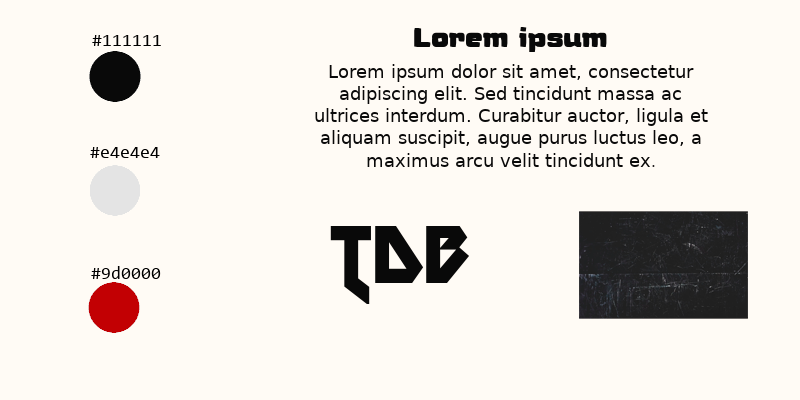 #111111
#e4e4e4
#9d0000
Lorem ipsum
Lorem ipsum dolor sit amet, consectetur
adipiscing elit. Sed tincidunt massa ac
ultrices interdum. Curabitur auctor, ligula et
aliquam suscipit, augue purus luctus leo, a
maximus arcu velit tincidunt ex.
TDB